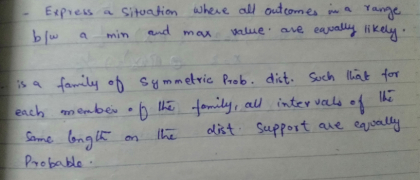 - Express a situation where all outcomes in a range
b/w a min and max value. are equally likely.
- is a family of Symmetric Prob. dist. Such that for
each member of the family, all intervals of the
Same length on the dist. Support are equally
Probable.